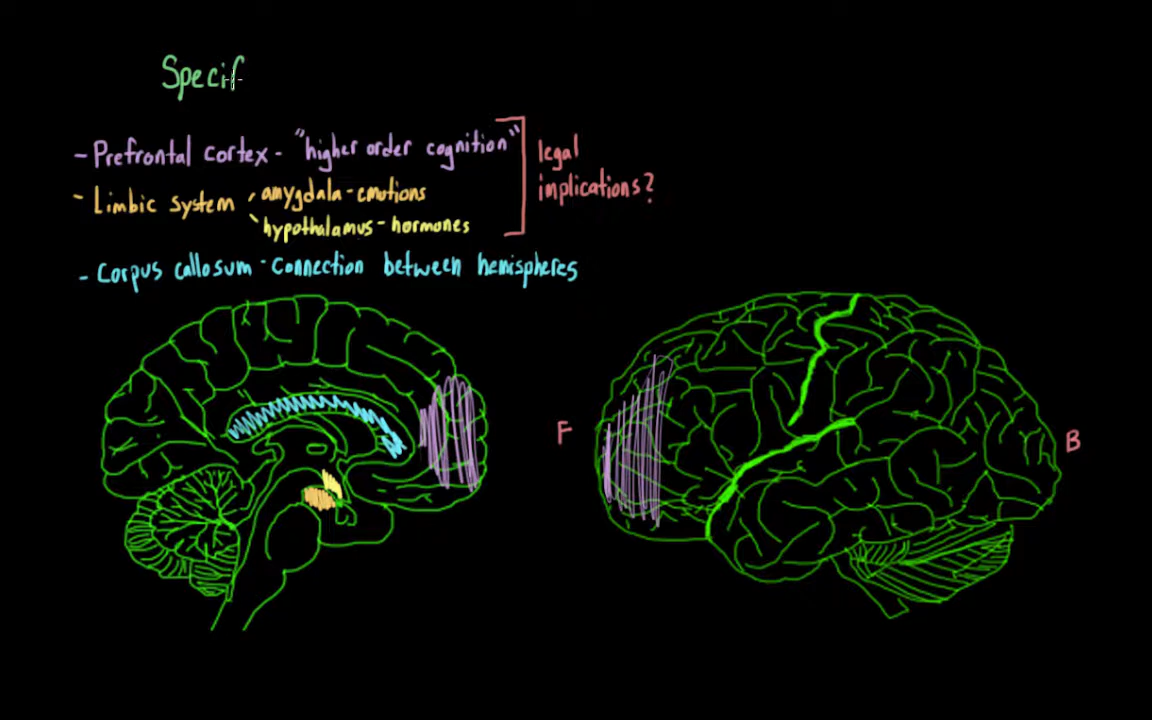 Specif
- Prefrontal cortex - "higher order cognition"
- Limbic system
amygdala - emotions
hypothalamus - hormones
legal
implications?
- Corpus callosum - connection between hemispheres
F
B